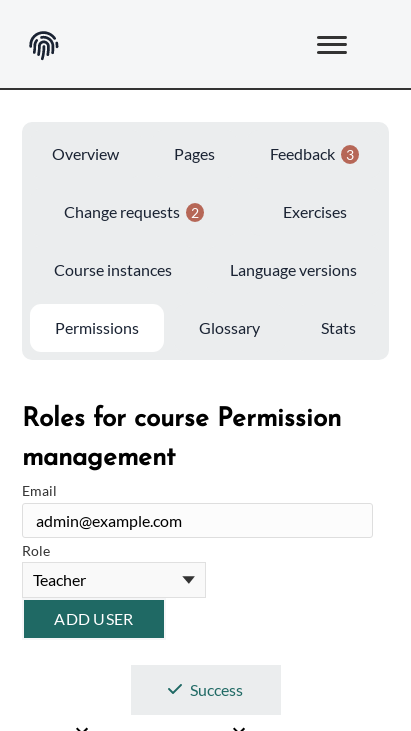 Overview Pages Feedback 3
Change requests 2 Exercises
Course instances Language versions
Permissions Glossary Stats
Roles for course Permission
management
Email
admin@example.com
Role
Teacher
ADD USER
Success